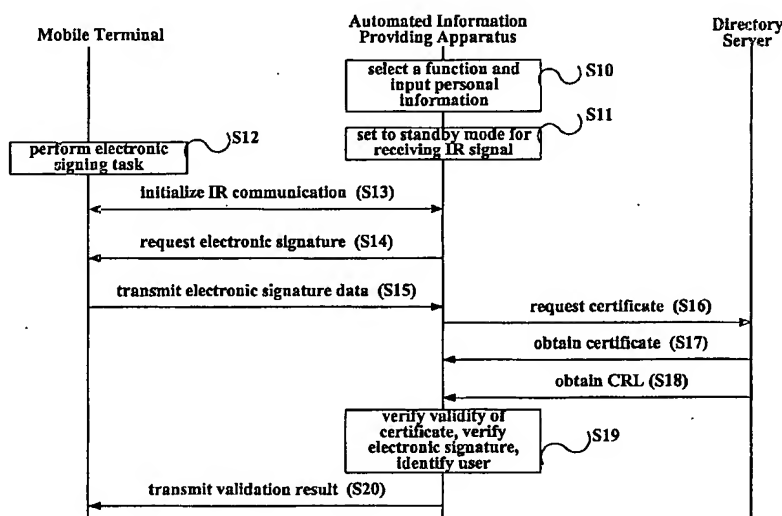 Mobile Terminal
Automated Information
Providing Apparatus
Directory
Server
select a function and
input personal
information
S10
set to standby mode for
receiving IR signal
S11
perform electronic
signing task
S12
initialize IR communication (S13)
request electronic signature (S14)
transmit electronic signature data (S15)
request certificate (S16)
obtain certificate (S17)
obtain CRL (S18)
verify validity of
certificate, verify
electronic signature,
identify user
S19
transmit validation result (S20)